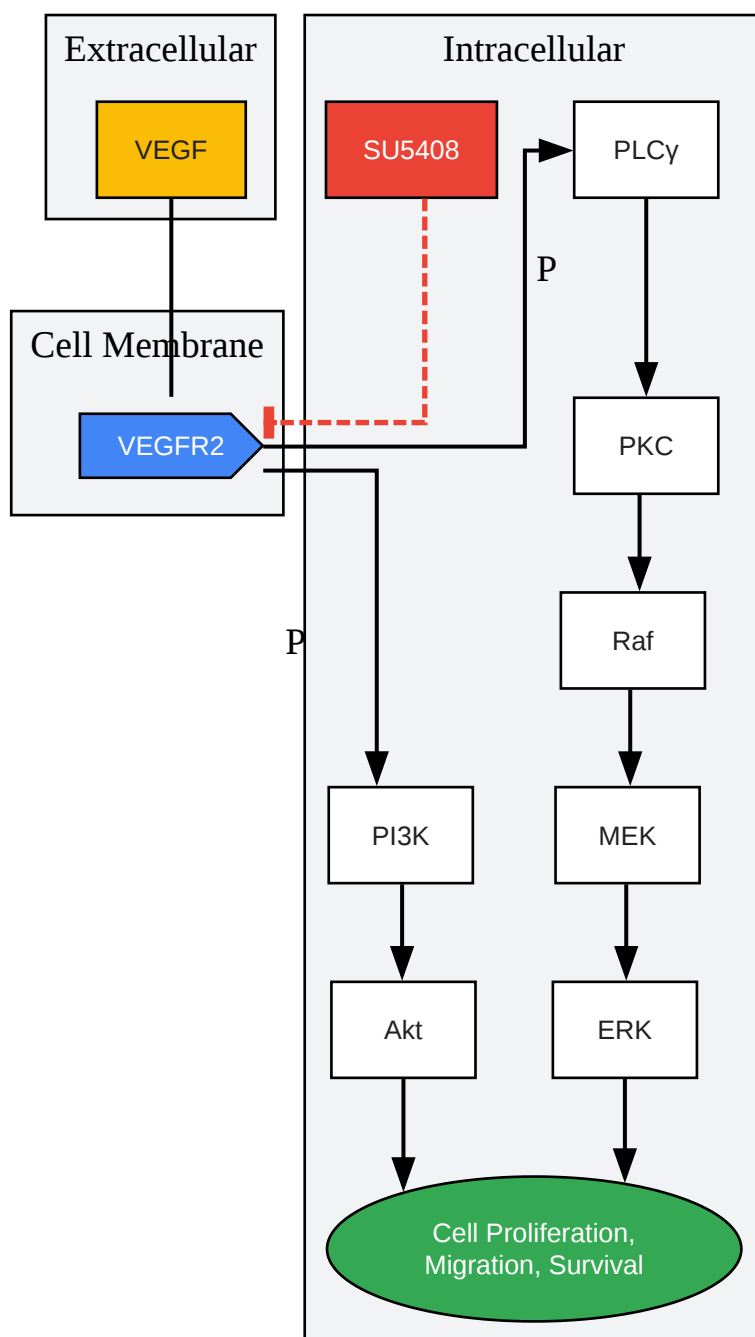 Extracellular
Intracellular
VEGF
SU5408
PLCγ
P
Cell Membrane
VEGFR2
PKC
P
Raf
PI3K
MEK
Akt
ERK
Cell Proliferation,
Migration, Survival